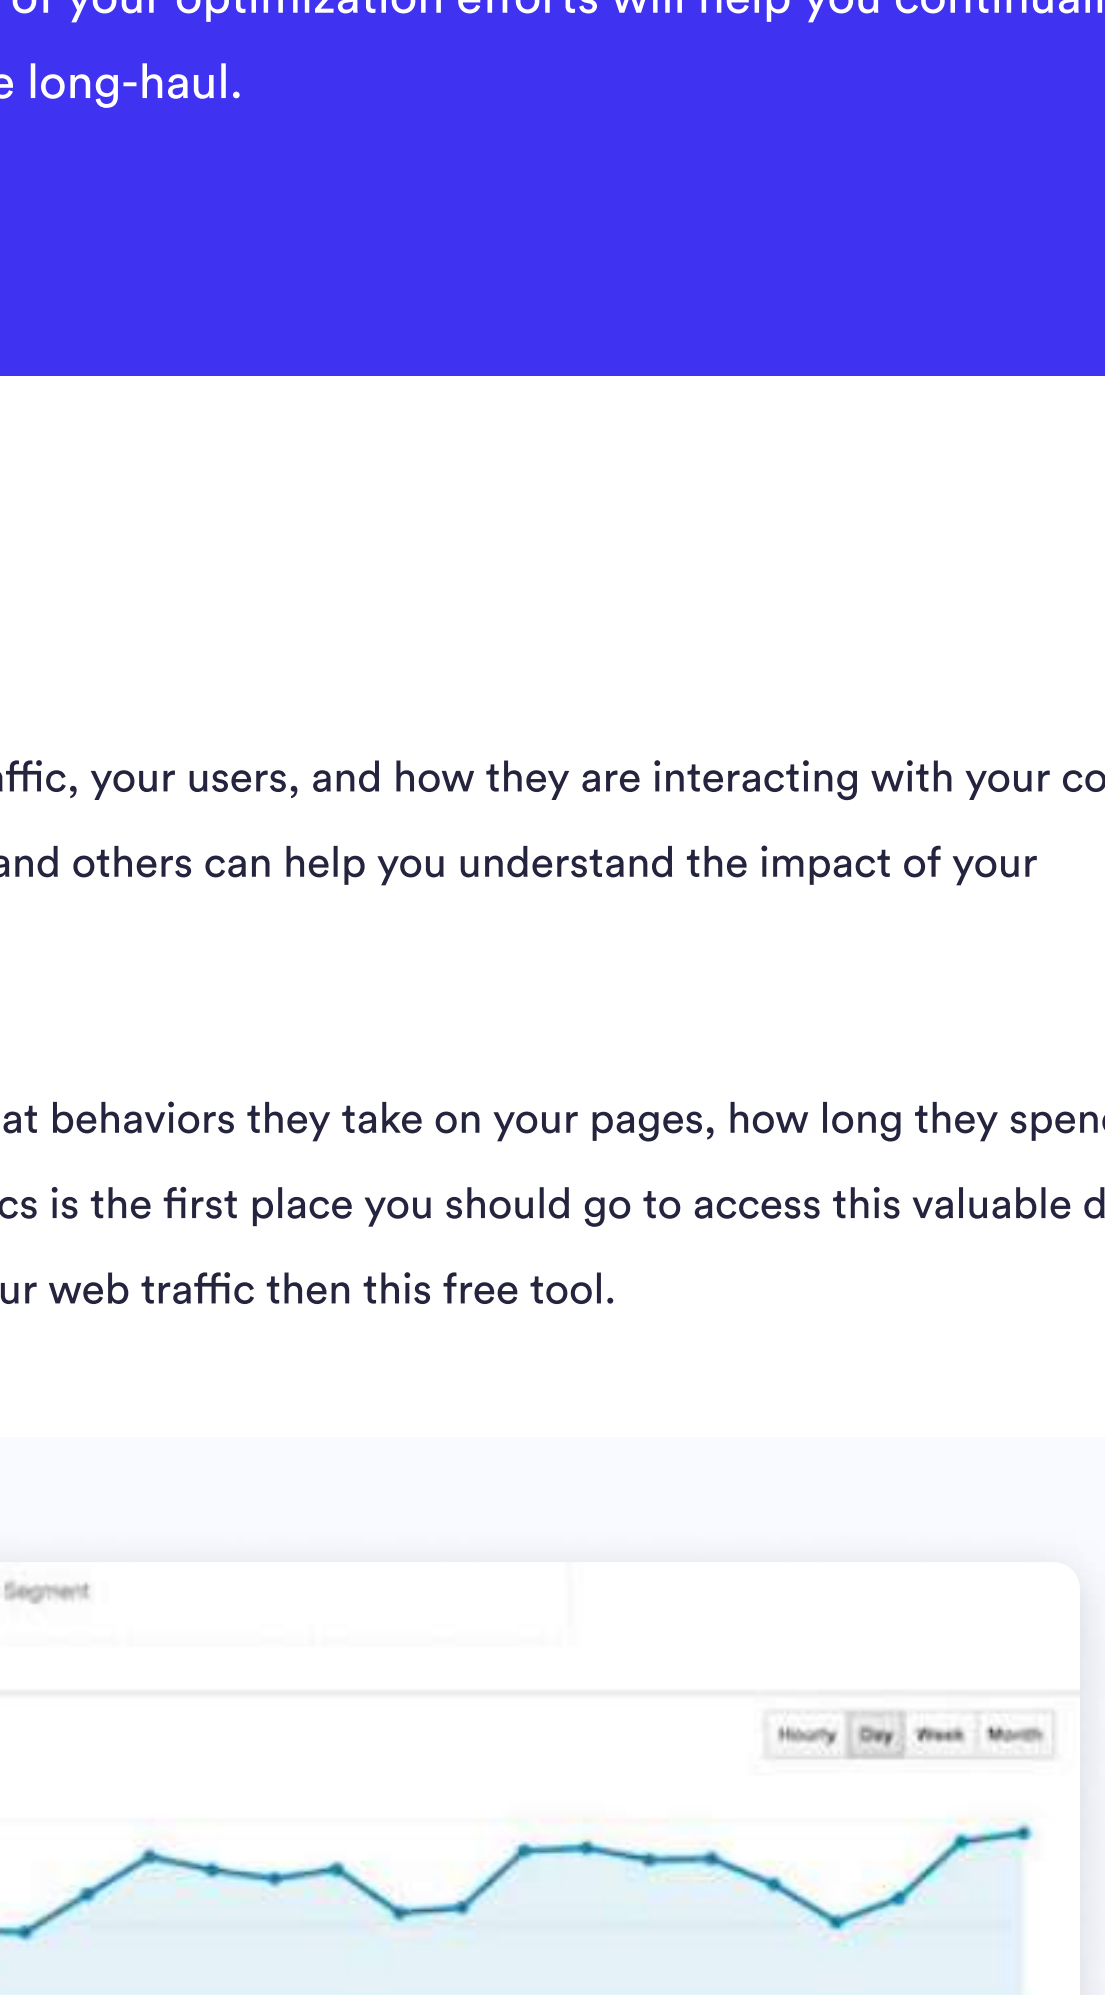 of your optimization efforts will help you continuall
e long-haul.
affic, your users, and how they are interacting with your co
and others can help you understand the impact of your
at behaviors they take on your pages, how long they spend
cs is the first place you should go to access this valuable d
ur web traffic then this free tool.
Segment
Hourly Day Week Month